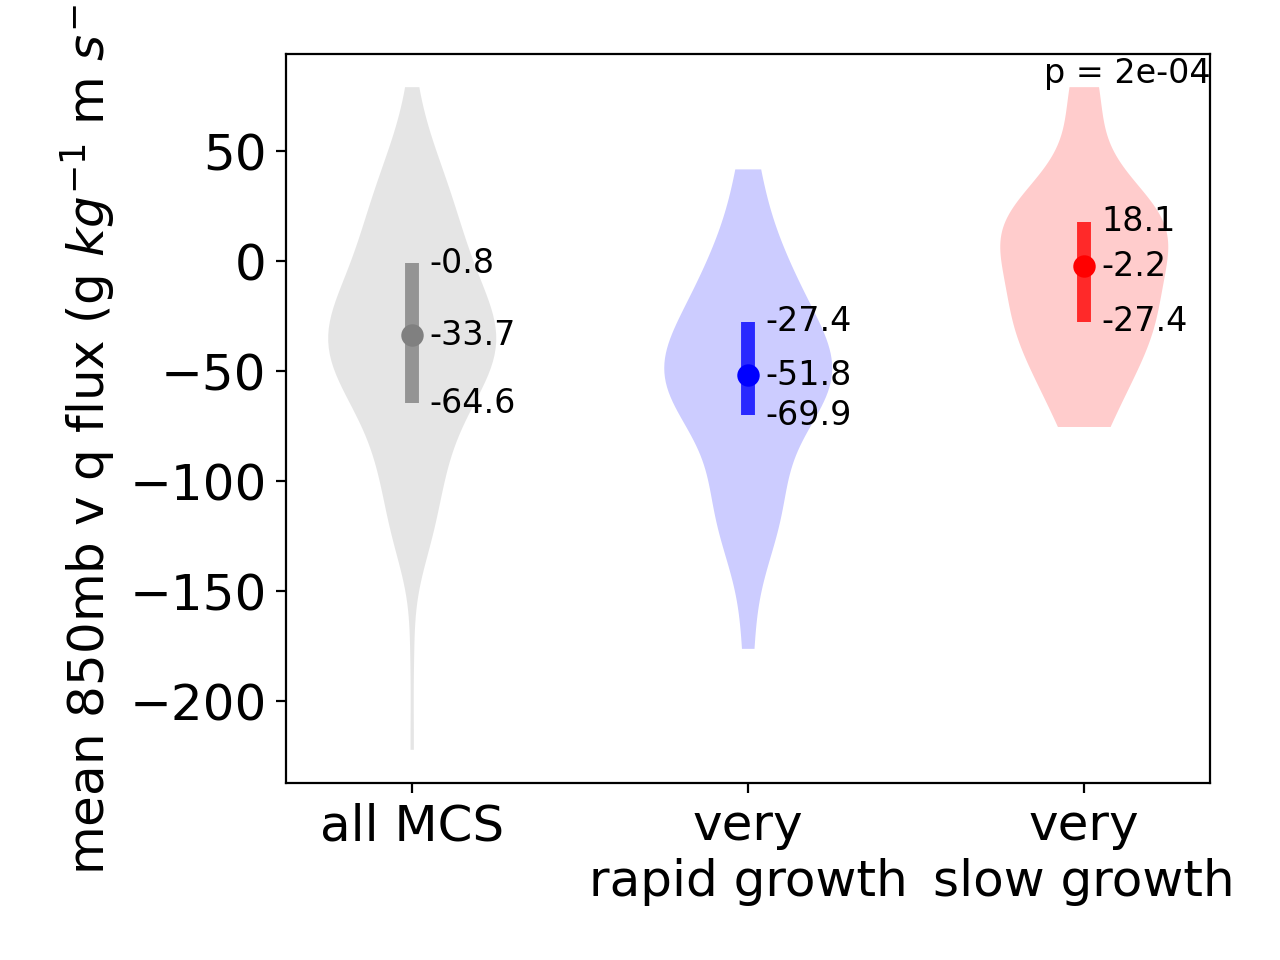 mean 850mb v q flux (g kg⁻¹ m s⁻
p = 2e-04
50
0
−50
−100
−150
−200
-0.8
-33.7
-64.6
-27.4
-51.8
-69.9
18.1
-2.2
-27.4
all MCS
very
rapid growth
very
slow growth